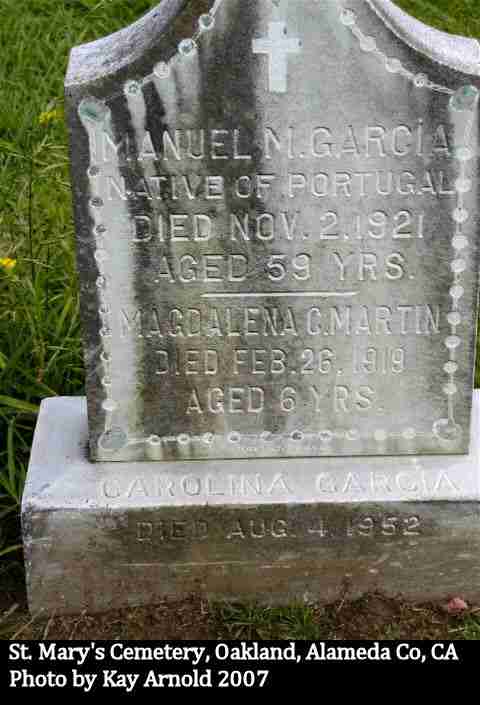 MANUEL M. GARCIA
NATIVE OF PORTUGAL
DIED NOV. 2, 1921
AGED 59 YRS.
MAGDALENA C. MARTIN
DIED FEB. 26, 1919
AGED 6 YRS.
CAROLINA GARCIA
DIED AUG. 4 1952
St. Mary's Cemetery, Oakland, Alameda Co, CA
Photo by Kay Arnold 2007